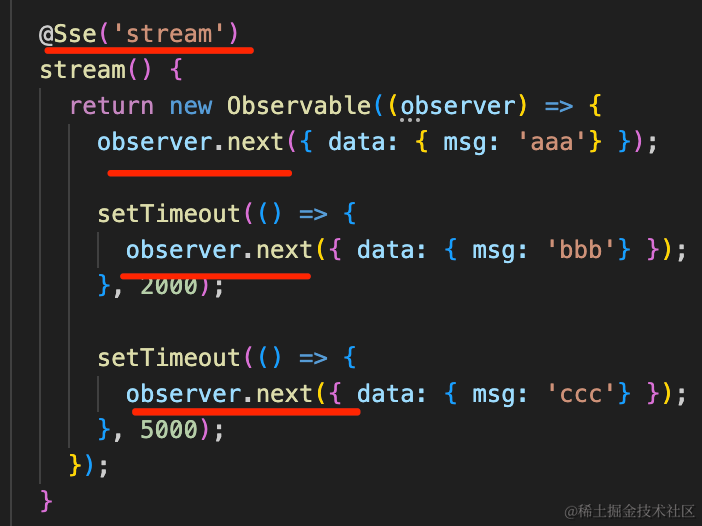 @Sse('stream')
stream() {
  return new Observable((observer) => {
    observer.next({ data: { msg: 'aaa'} });

    setTimeout(() => {
      observer.next({ data: { msg: 'bbb'} });
    }, 2000);

    setTimeout(() => {
      observer.next({ data: { msg: 'ccc'} });
    }, 5000);
  });
}
@稀土掘金技术社区